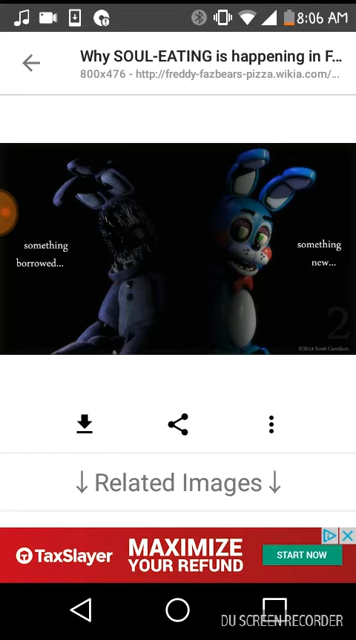 8:06 AM
Why SOUL-EATING is happening in F...
800x476 - http://freddy-fazbears-pizza.wikia.com/...
something
borrowed...
something
new...
2
©2014 Scott Cawthon
↓Related Images↓
TaxSlayer
MAXIMIZE
YOUR REFUND
START NOW
DU SCREEN RECORDER